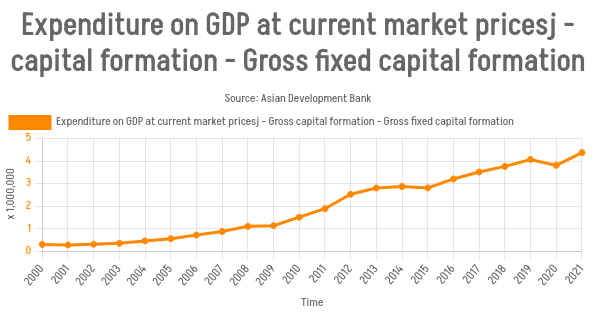 Expenditure on GDP at current market pricesj -
capital formation - Gross fixed capital formation
Source: Asian Development Bank
Expenditure on GDP at current market pricesj - Gross capital formation - Gross fixed capital formation
5
4
3
2
1
0
x 1,000,000
2000 2001 2002 2003 2004 2005 2006 2007 2008 2009 2010 2011 2012 2013 2014 2015 2016 2017 2018 2019 2020 2021
Time